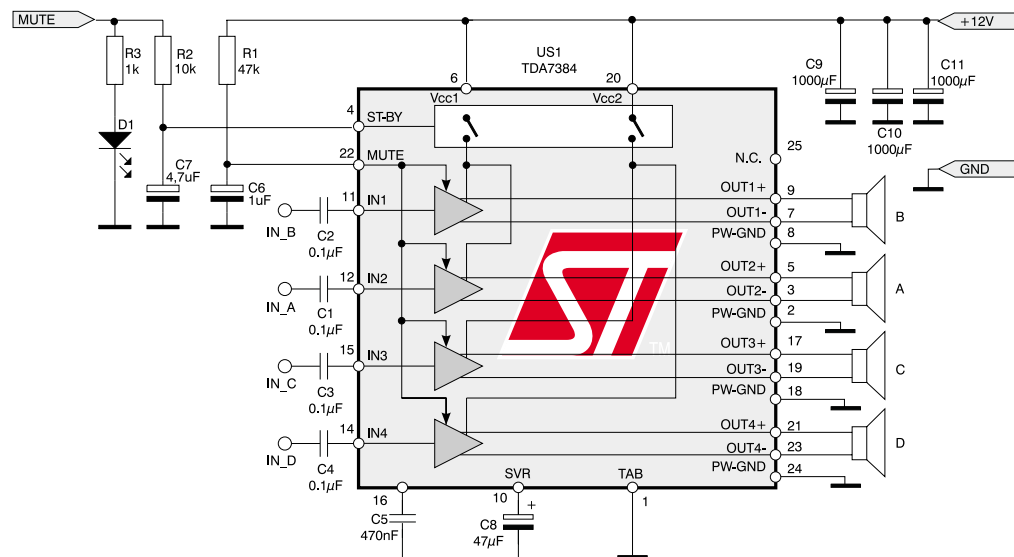 MUTE
+12V
R3
1k
R2
10k
R1
47k
US1
TDA7384
6
20
C9
1000µF
C11
1000µF
C10
1000µF
Vcc1
Vcc2
4
ST-BY
D1
22
MUTE
25
N.C.
GND
C7
4,7uF
C6
1uF
11
IN1
IN_B
C2
0.1µF
OUT1+
9
OUT1-
7
PW-GND
8
B
12
IN2
IN_A
C1
0.1µF
OUT2+
5
OUT2-
3
PW-GND
2
A
ST
TM
15
IN3
IN_C
C3
0.1µF
OUT3+
17
OUT3-
19
PW-GND
18
C
14
IN4
IN_D
C4
0.1µF
OUT4+
21
OUT4-
23
PW-GND
24
D
SVR
TAB
16
10
+
1
C5
470nF
C8
47µF